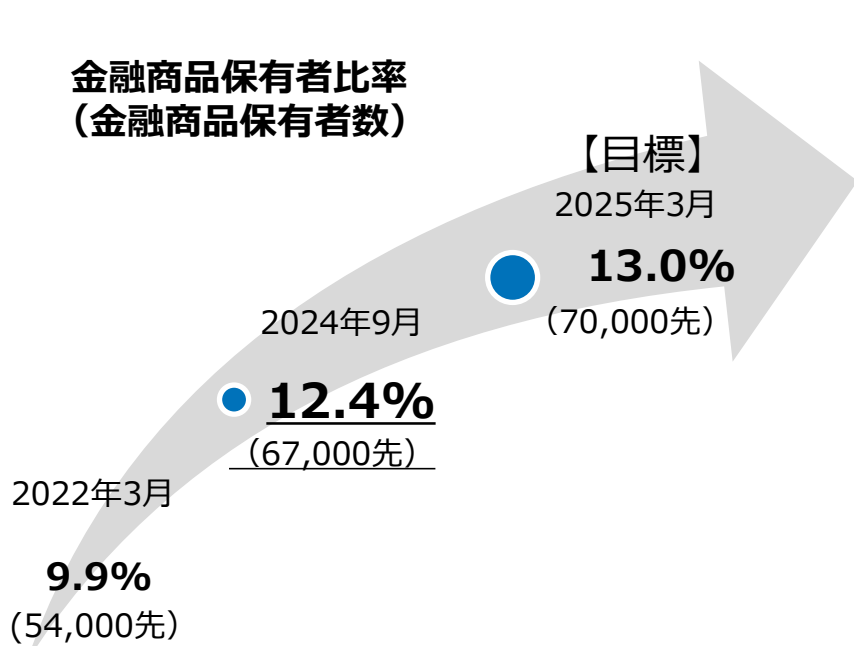 金融商品保有者比率
（金融商品保有者数）
【目標】
2025年3月
13.0%
（70,000先）
2024年9月
12.4%
（67,000先）
2022年3月
9.9%
(54,000先）